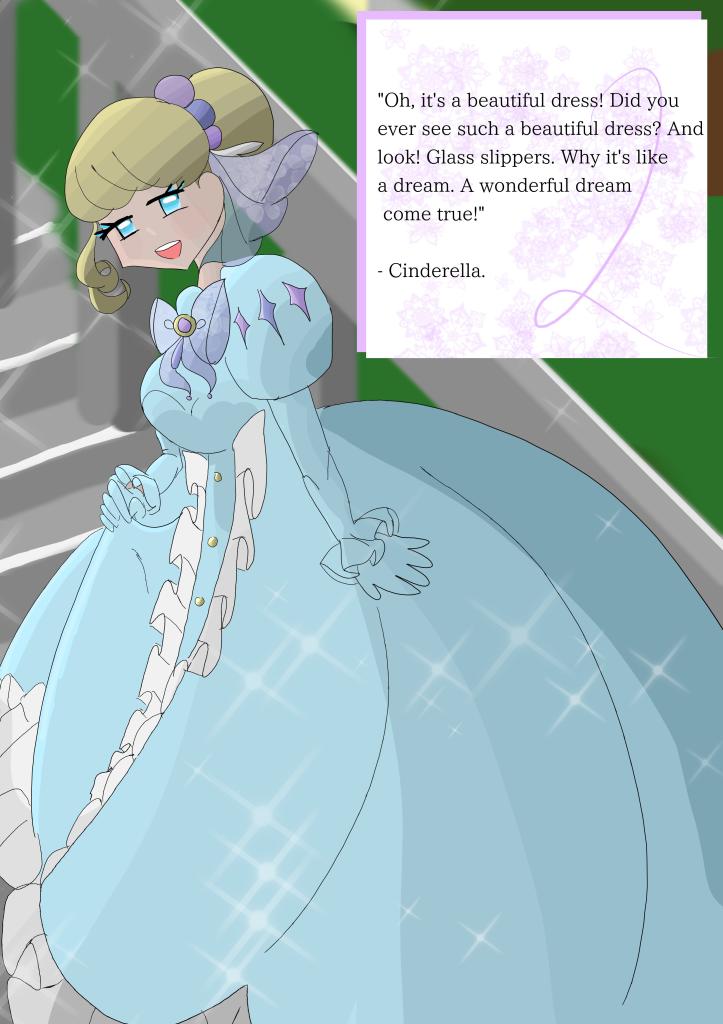 "Oh, it's a beautiful dress! Did you
ever see such a beautiful dress? And
look! Glass slippers. Why it's like
a dream. A wonderful dream
come true!"
- Cinderella.